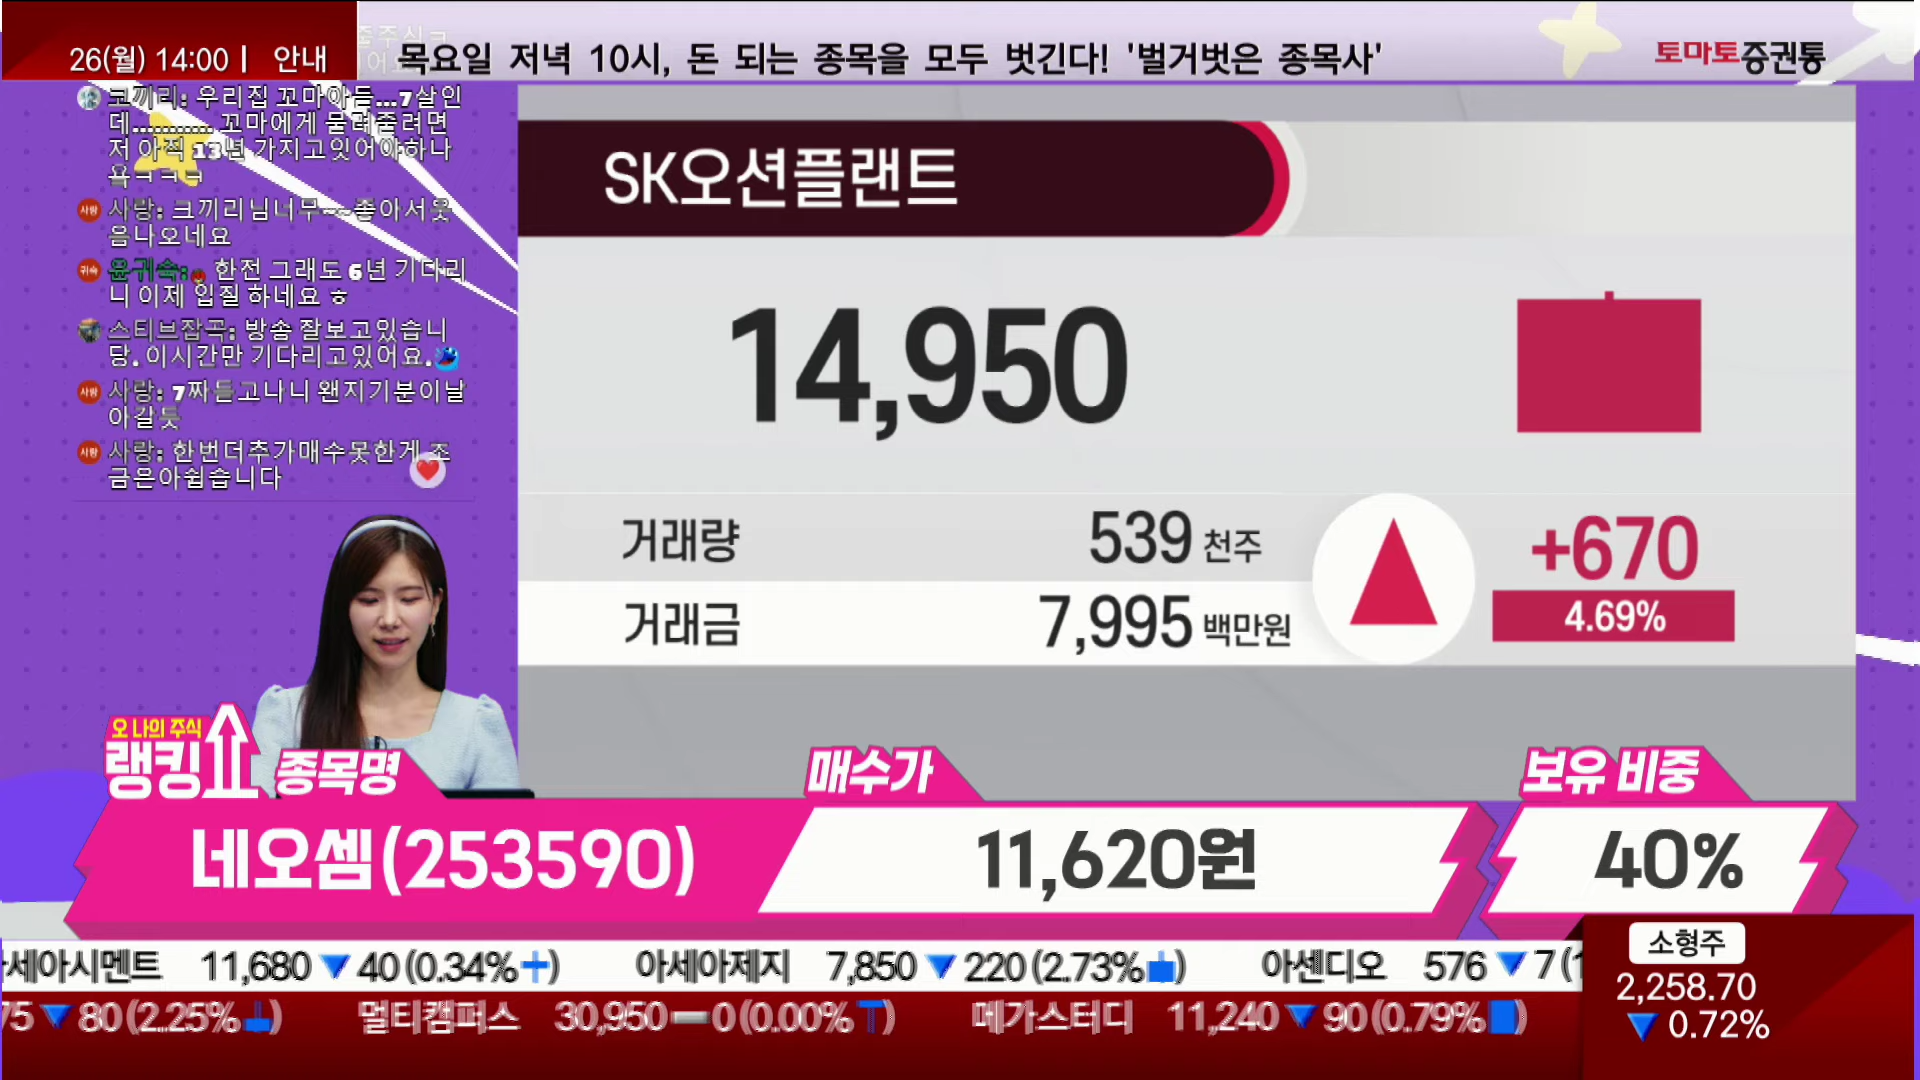 26(월) 14:00 | 안내
목요일 저녁 10시, 돈 되는 종목을 모두 벗긴다! '벌거벗은 종목사'
토마토증권통
코끼리: 우리집 꼬마아들...7살인
데........... 꼬마에게 물려줄려면
저 아직 13년 가지고잇어야하나
욬ㅋㅋㅋ
사랑: 크끼리님너무~~좋아서웃
음나오네요
윤귀숙: 한전 그래도 6년 기다리
니 이제 입질 하네요 ㅎ
스티브잡곡: 방송 잘보고있습니
당. 이시간만 기다리고있어요.
사랑: 7짜듣고나니 왠지기분이날
아갈듯
사랑: 한번더추가매수못한게 조
금은아쉽습니다
SK오션플랜트
14,950
거래량 539 천주
거래금 7,995 백만원
+670
4.69%
오 나의 주식
랭킹
종목명
매수가
보유 비중
네오셈(253590)
11,620원
40%
세아시멘트 11,680 ▼ 40 (0.34% ) 아세아제지 7,850 ▼ 220 (2.73% ) 아센디오 576 ▼ 7
75 ▼ 80 (2.25% ) 멀티캠퍼스 30,950 0 (0.00% ) 메가스터디 11,240 ▼ 90 (0.79% )
소형주
2,258.70
▼ 0.72%